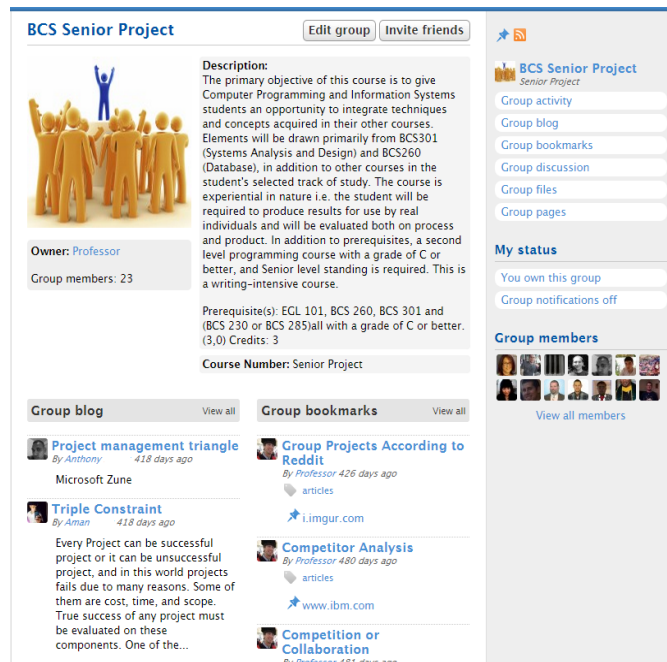 BCS Senior Project
Edit group
Invite friends
Description:
The primary objective of this course is to give
Computer Programming and Information Systems
students an opportunity to integrate techniques
and concepts acquired in their other courses.
Elements will be drawn primarily from BCS301
(Systems Analysis and Design) and BCS260
(Database), in addition to other courses in the
student's selected track of study. The course is
experiential in nature i.e. the student will be
required to produce results for use by real
individuals and will be evaluated both on process
and product. In addition to prerequisites, a second
level programming course with a grade of C or
better, and Senior level standing is required. This is
a writing-intensive course.
Prerequisite(s): EGL 101, BCS 260, BCS 301 and
(BCS 230 or BCS 285)all with a grade of C or better.
(3,0) Credits: 3
Course Number: Senior Project
Owner: Professor
Group members: 23
Group blog
View all
Project management triangle
By Anthony 418 days ago
Microsoft Zune
Triple Constraint
By Aman 418 days ago
Every Project can be successful
project or it can be unsuccessful
project, and in this world projects
fails due to many reasons. Some of
them are cost, time, and scope.
True success of any project must
be evaluated on these
components. One of the...
Group bookmarks
View all
Group Projects According to
Reddit
By Professor 426 days ago
articles
i.imgur.com
Competitor Analysis
By Professor 480 days ago
articles
www.ibm.com
Competition or
Collaboration
By Professor 481 days ago
BCS Senior Project
Senior Project
Group activity
Group blog
Group bookmarks
Group discussion
Group files
Group pages
My status
You own this group
Group notifications off
Group members
View all members